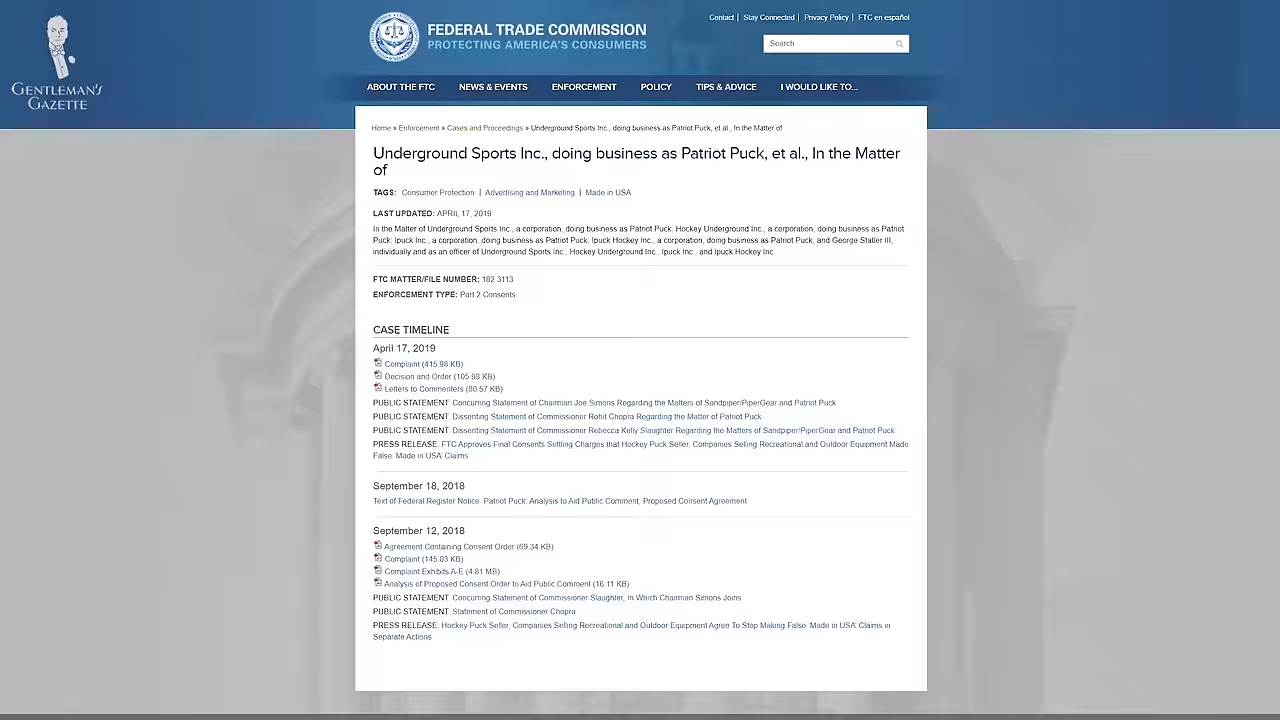 GENTLEMAN'S
GAZETTE
FEDERAL TRADE COMMISSION
PROTECTING AMERICA'S CONSUMERS
Contact | Stay Connected | Privacy Policy | FTC en español
Search
ABOUT THE FTC NEWS & EVENTS ENFORCEMENT POLICY TIPS & ADVICE I WOULD LIKE TO...
Home » Enforcement » Cases and Proceedings » Underground Sports Inc., doing business as Patriot Puck, et al., In the Matter of
Underground Sports Inc., doing business as Patriot Puck, et al., In the Matter
of
TAGS: Consumer Protection | Advertising and Marketing | Made in USA
LAST UPDATED: APRIL 17, 2019
In the Matter of Underground Sports Inc., a corporation, doing business as Patriot Puck; Hockey Underground Inc., a corporation, doing business as Patriot
Puck; Ipuck Inc., a corporation, doing business as Patriot Puck; Ipuck Hockey Inc., a corporation, doing business as Patriot Puck; and George Statler III,
individually and as an officer of Underground Sports Inc., Hockey Underground Inc., Ipuck Inc., and Ipuck Hockey Inc.
FTC MATTER/FILE NUMBER: 182 3113
ENFORCEMENT TYPE: Part 2 Consents
CASE TIMELINE
April 17, 2019
Complaint (415.98 KB)
Decision and Order (105.98 KB)
Letters to Commenters (80.57 KB)
PUBLIC STATEMENT: Concurring Statement of Chairman Joe Simons Regarding the Matters of Sandpiper/PiperGear and Patriot Puck
PUBLIC STATEMENT: Dissenting Statement of Commissioner Rohit Chopra Regarding the Matter of Patriot Puck
PUBLIC STATEMENT: Dissenting Statement of Commissioner Rebecca Kelly Slaughter Regarding the Matters of Sandpiper/PiperGear and Patriot Puck
PRESS RELEASE: FTC Approves Final Consents Settling Charges that Hockey Puck Seller, Companies Selling Recreational and Outdoor Equipment Made
False 'Made in USA' Claims
September 18, 2018
Text of Federal Register Notice: Patriot Puck: Analysis to Aid Public Comment; Proposed Consent Agreement
September 12, 2018
Agreement Containing Consent Order (69.34 KB)
Complaint (145.03 KB)
Complaint Exhibits A-E (4.81 MB)
Analysis of Proposed Consent Order to Aid Public Comment (16.11 KB)
PUBLIC STATEMENT: Concurring Statement of Commissioner Slaughter, in Which Chairman Simons Joins
PUBLIC STATEMENT: Statement of Commissioner Chopra
PRESS RELEASE: Hockey Puck Seller, Companies Selling Recreational and Outdoor Equipment Agree To Stop Making False 'Made in USA' Claims in
Separate Actions